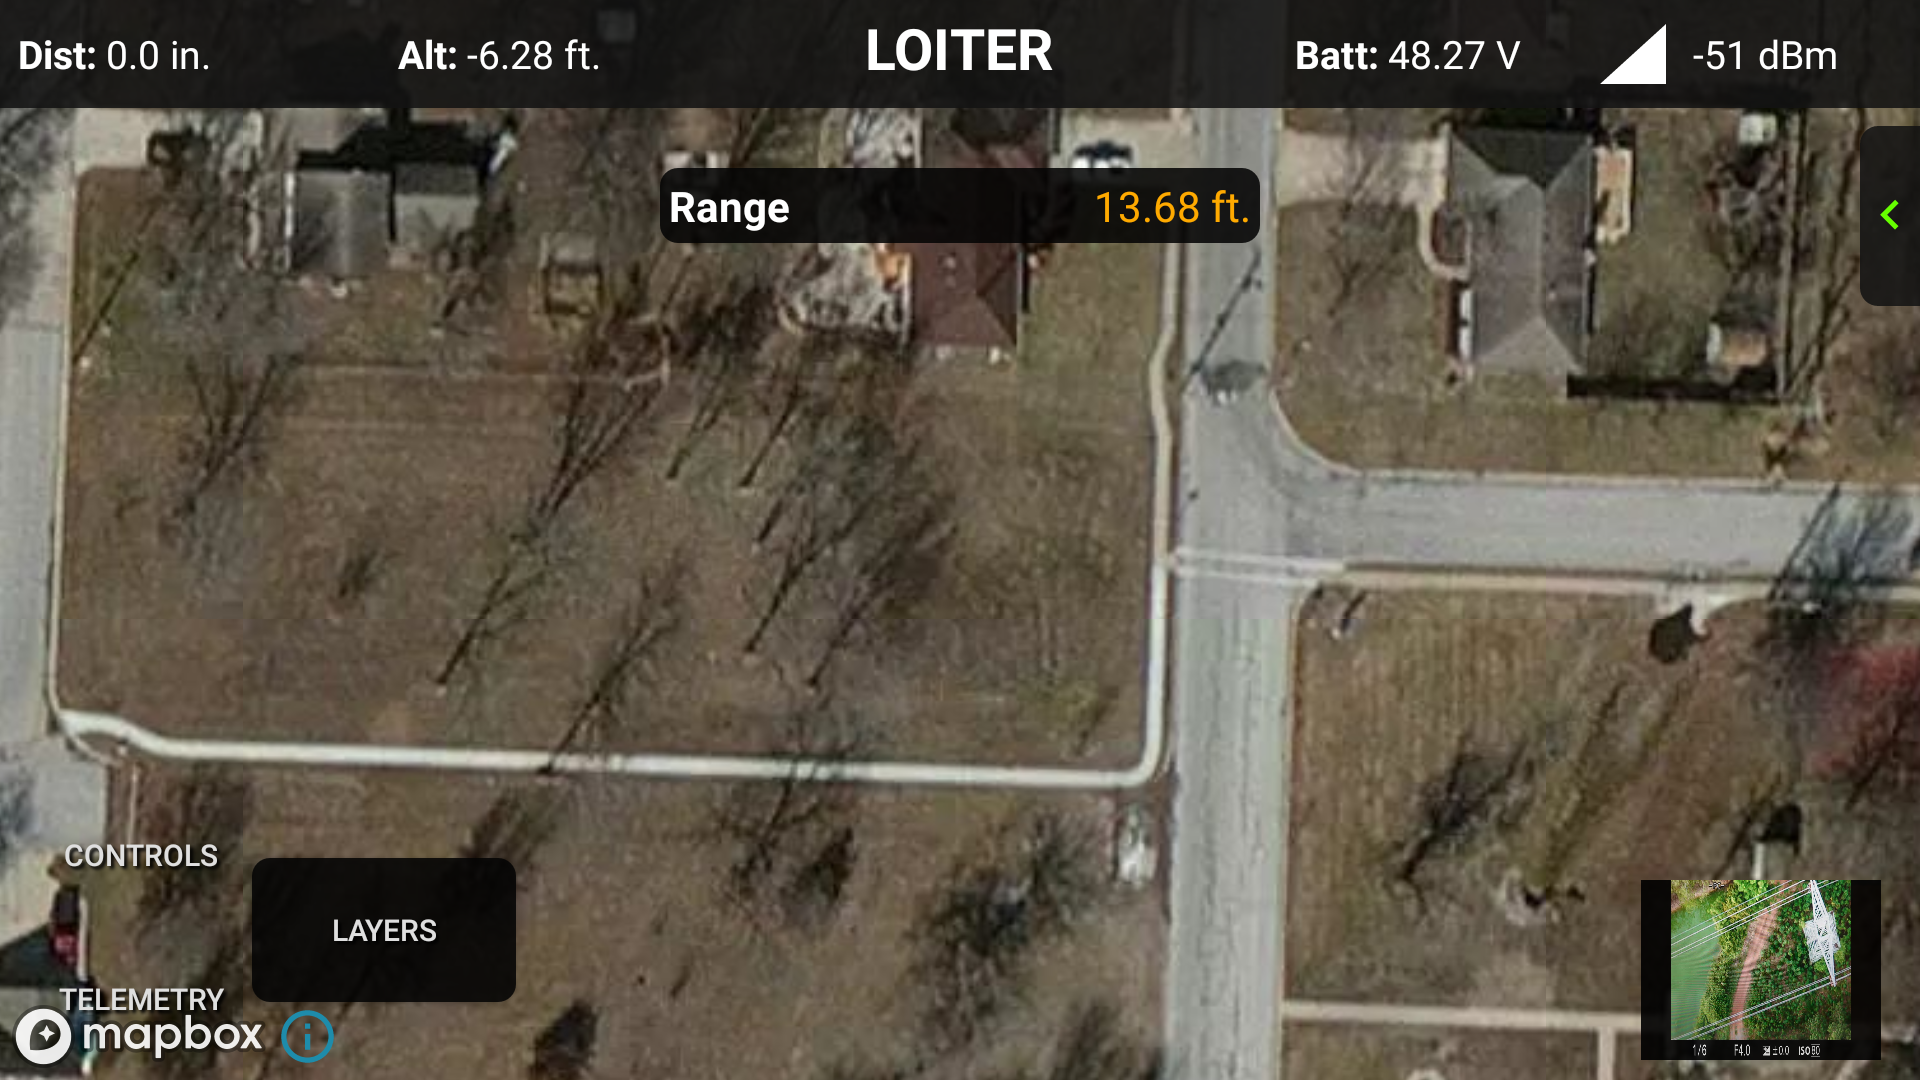 Dist: 0.0 in.
Alt: -6.28 ft.
LOITER
Batt: 48.27 V
-51 dBm
Range 13.68 ft.
CONTROLS
LAYERS
TELEMETRY
mapbox
1/6 F4.0 ±0.0 ISO 80